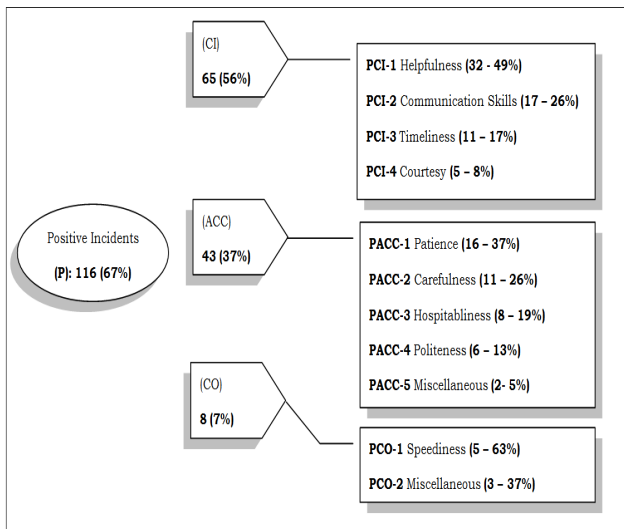 (CI)
65 (56%)
PCI-1 Helpfulness (32 - 49%)
PCI-2 Communication Skills (17 – 26%)
PCI-3 Timeliness (11 – 17%)
PCI-4 Courtesy (5 – 8%)
Positive Incidents
(P): 116 (67%)
(ACC)
43 (37%)
PACC-1 Patience (16 – 37%)
PACC-2 Carefulness (11 – 26%)
PACC-3 Hospitabliness (8 – 19%)
PACC-4 Politeness (6 – 13%)
PACC-5 Miscellaneous (2- 5%)
(CO)
8 (7%)
PCO-1 Speediness (5 – 63%)
PCO-2 Miscellaneous (3 – 37%)